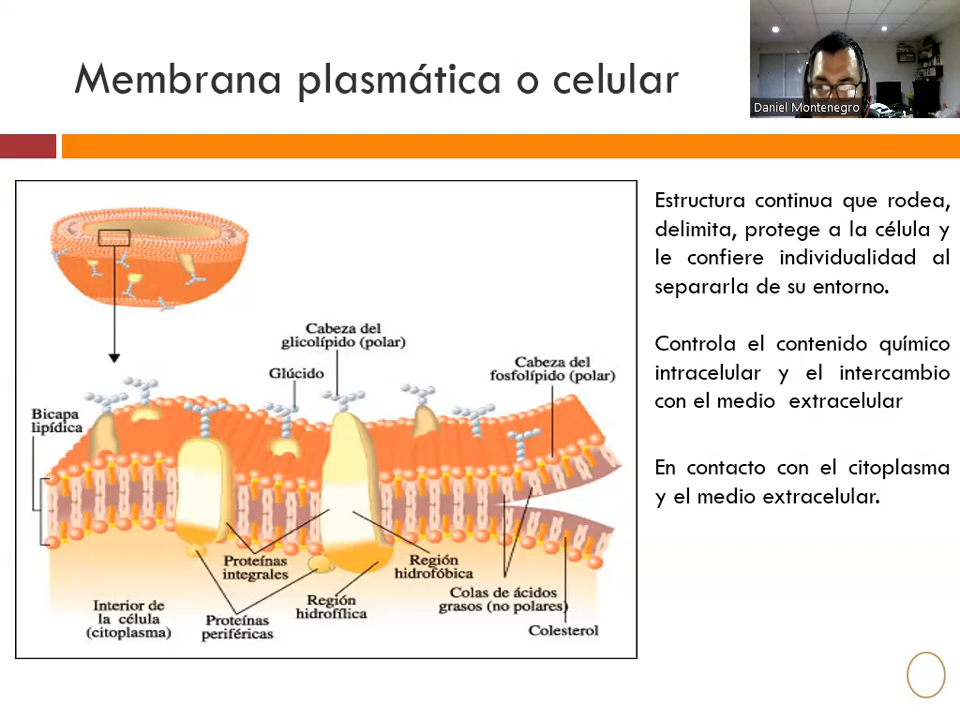 Membrana plasmática o celular
Daniel Montenegro
Estructura continua que rodea,
delimita, protege a la célula y
le confiere individualidad al
separarla de su entorno.
Controla el contenido químico
intracelular y el intercambio
con el medio extracelular
En contacto con el citoplasma
y el medio extracelular.
Cabeza del
glicolípido (polar)
Glúcido
Cabeza del
fosfolípido (polar)
Bicapa
lipídica
Proteínas
integrales
Región
hidrofóbica
Colas de ácidos
grasos (no polares)
Interior de
la célula
(citoplasma)
Proteínas
periféricas
Región
hidrofílica
Colesterol